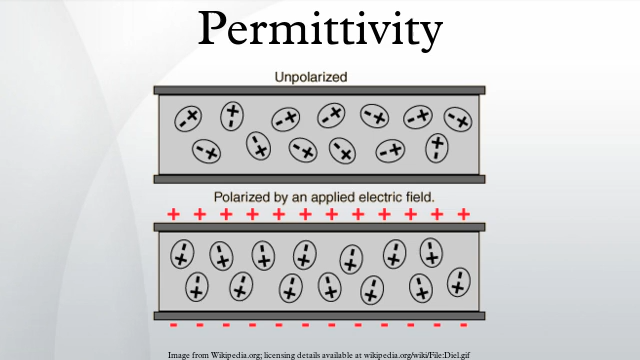 Permittivity
Unpolarized
Polarized by an applied electric field.
+ + + + + + + + + + + +
- - - - - - - - - - - -
Image from Wikipedia.org; licensing details available at wikipedia.org/wiki/File:Diel.gif